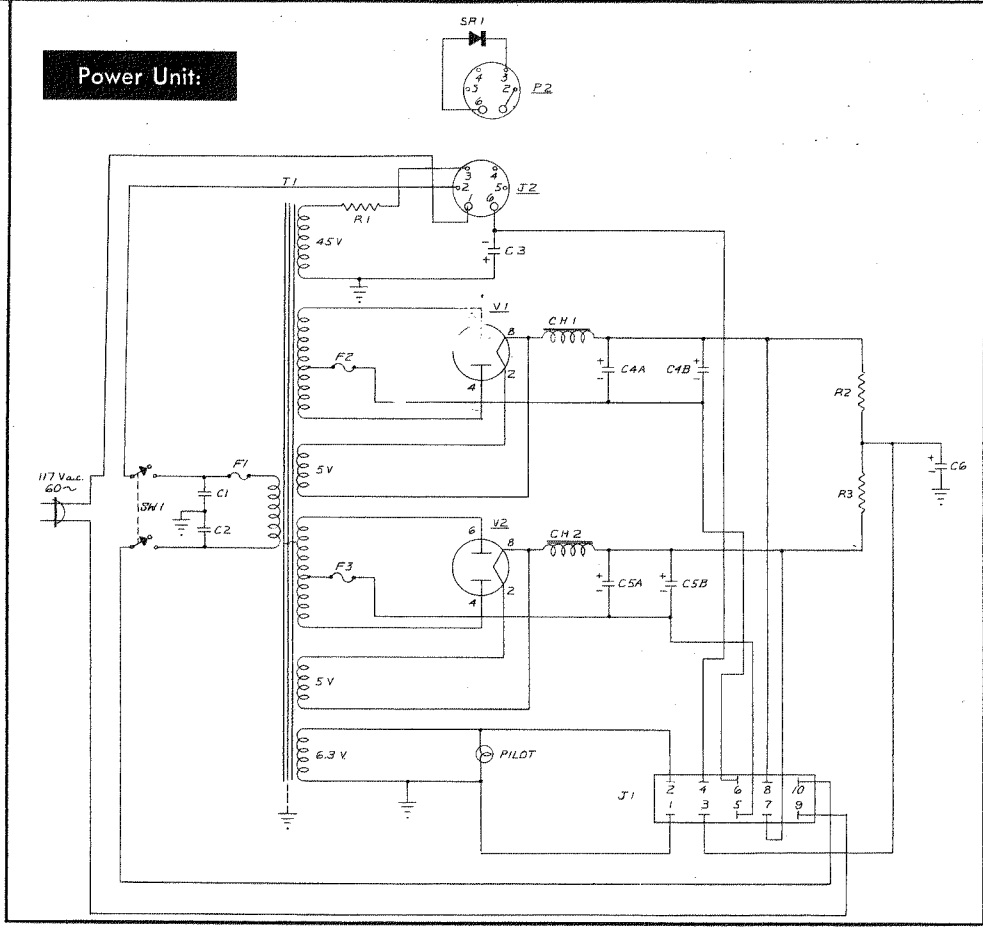 SR1
Power Unit:
4 3
5 2 P2
6
T1
3 4
2 5 J2
1 6
R1
45 V
- C3
+
V1
8 CH1
F2
2
4
+ C4A C4B +
- -
R2
5 V
+ C6
-
117 V a.c.
60~
F1
C1
SW1
C2
R3
V2
6 8 CH2
F3
2
4
+ C5A + C5B
- -
5 V
6.3 V.
PILOT
J1
2 4 6 8 10
1 3 5 7 9